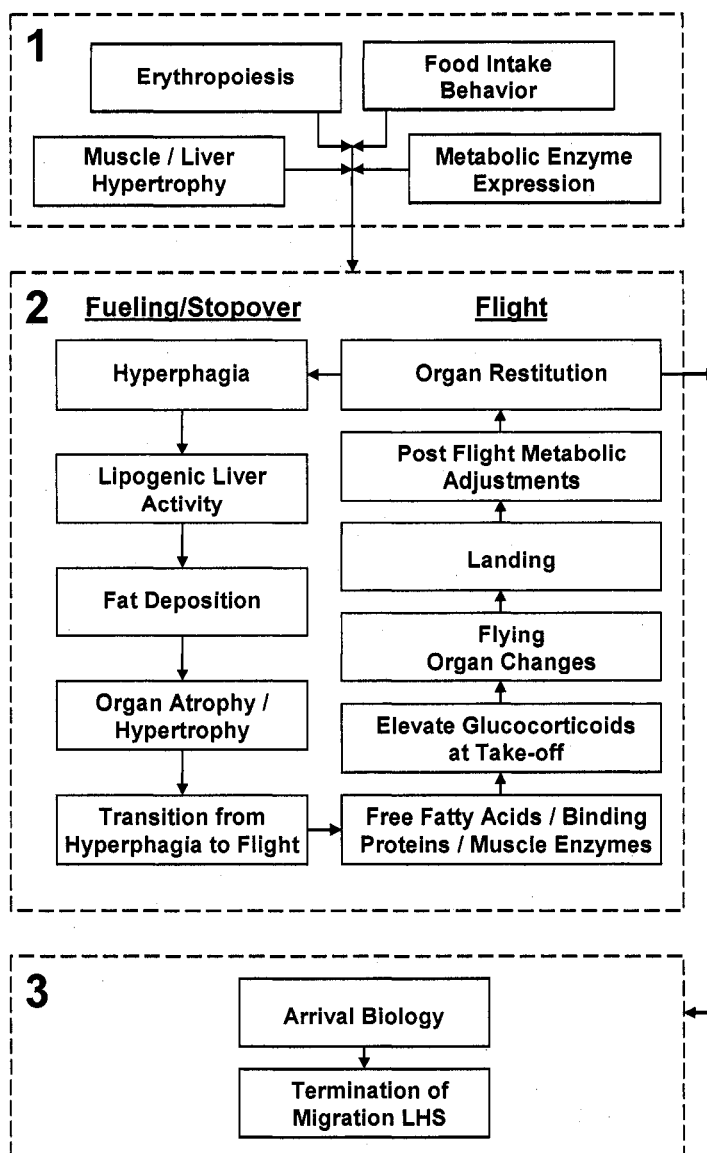 1
Erythropoiesis
Food Intake
Behavior
Muscle / Liver
Hypertrophy
Metabolic Enzyme
Expression
2
Fueling/Stopover
Flight
Hyperphagia
Organ Restitution
Lipogenic Liver
Activity
Post Flight Metabolic
Adjustments
Fat Deposition
Landing
Organ Atrophy /
Hypertrophy
Flying
Organ Changes
Transition from
Hyperphagia to Flight
Elevate Glucocorticoids
at Take-off
Free Fatty Acids / Binding
Proteins / Muscle Enzymes
3
Arrival Biology
Termination of
Migration LHS